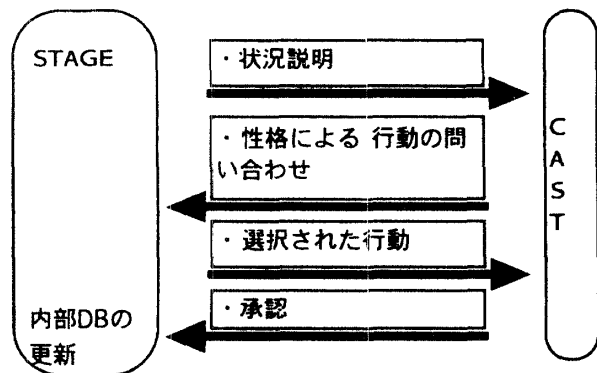 STAGE
・状況説明
・性格による 行動の問
い合わせ
・選択された行動
・承認
内部DBの
更新
C
A
S
T